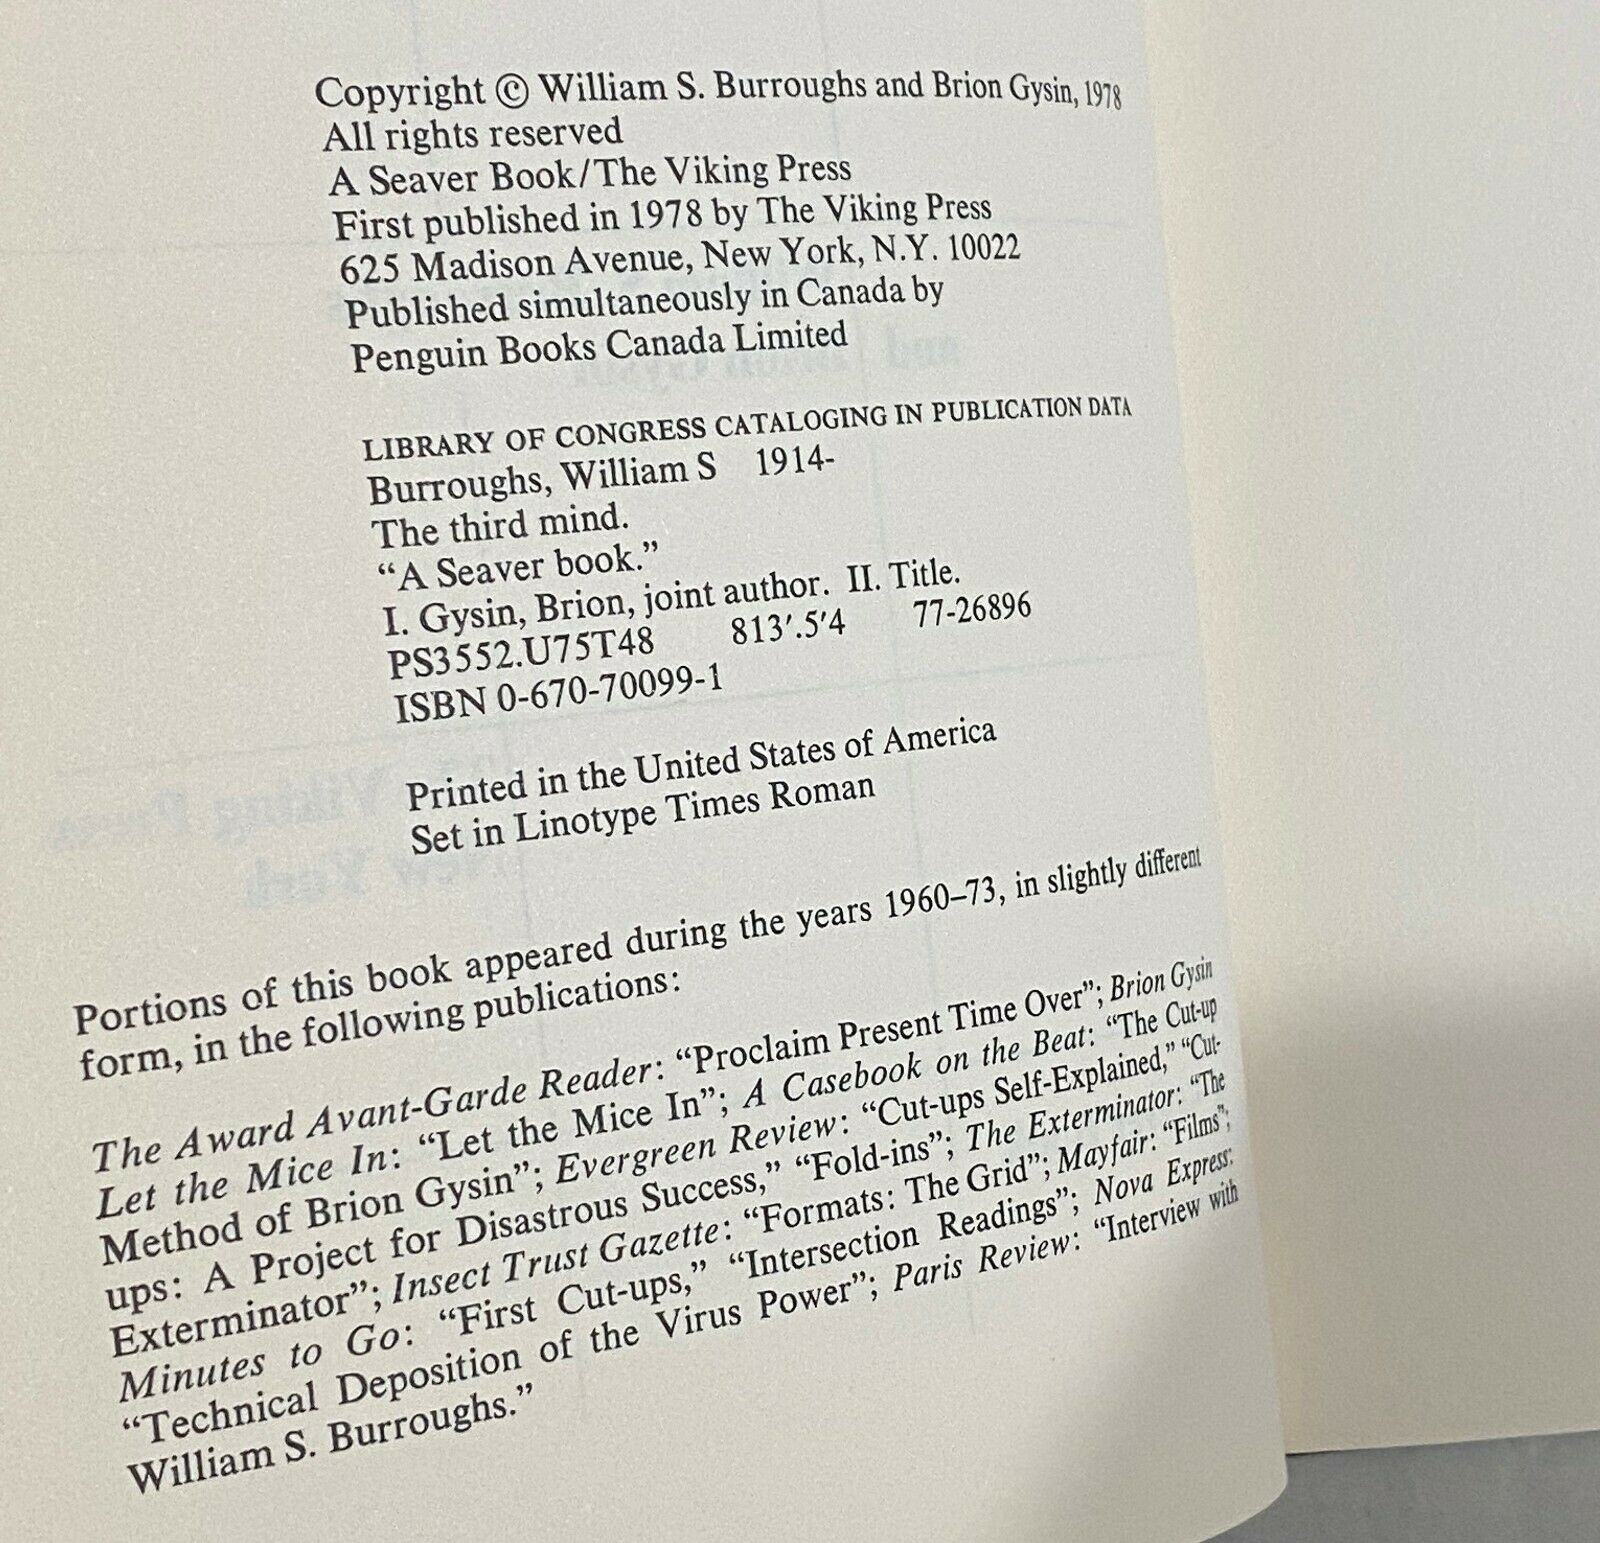 Copyright © William S. Burroughs and Brion Gysin, 1978
All rights reserved
A Seaver Book/The Viking Press
First published in 1978 by The Viking Press
625 Madison Avenue, New York, N.Y. 10022
Published simultaneously in Canada by
Penguin Books Canada Limited
LIBRARY OF CONGRESS CATALOGING IN PUBLICATION DATA
Burroughs, William S 1914-
The third mind.
“A Seaver book.”
I. Gysin, Brion, joint author. II. Title.
PS3552.U75T48 813′.5′4 77-26896
ISBN 0-670-70099-1
Printed in the United States of America
Set in Linotype Times Roman
Portions of this book appeared during the years 1960–73, in slightly different
form, in the following publications:
The Award Avant-Garde Reader: “Proclaim Present Time Over”; Brion Gysin
Let the Mice In: “Let the Mice In”; A Casebook on the Beat: “The Cut-up
Method of Brion Gysin”; Evergreen Review: “Cut-ups Self-Explained,” “Cut-
ups: A Project for Disastrous Success,” “Fold-ins”; The Exterminator: “The
Exterminator”; Insect Trust Gazette: “Formats: The Grid”; Mayfair: “Films”;
Minutes to Go: “First Cut-ups,” “Intersection Readings”; Nova Express:
“Technical Deposition of the Virus Power”; Paris Review: “Interview with
William S. Burroughs.”